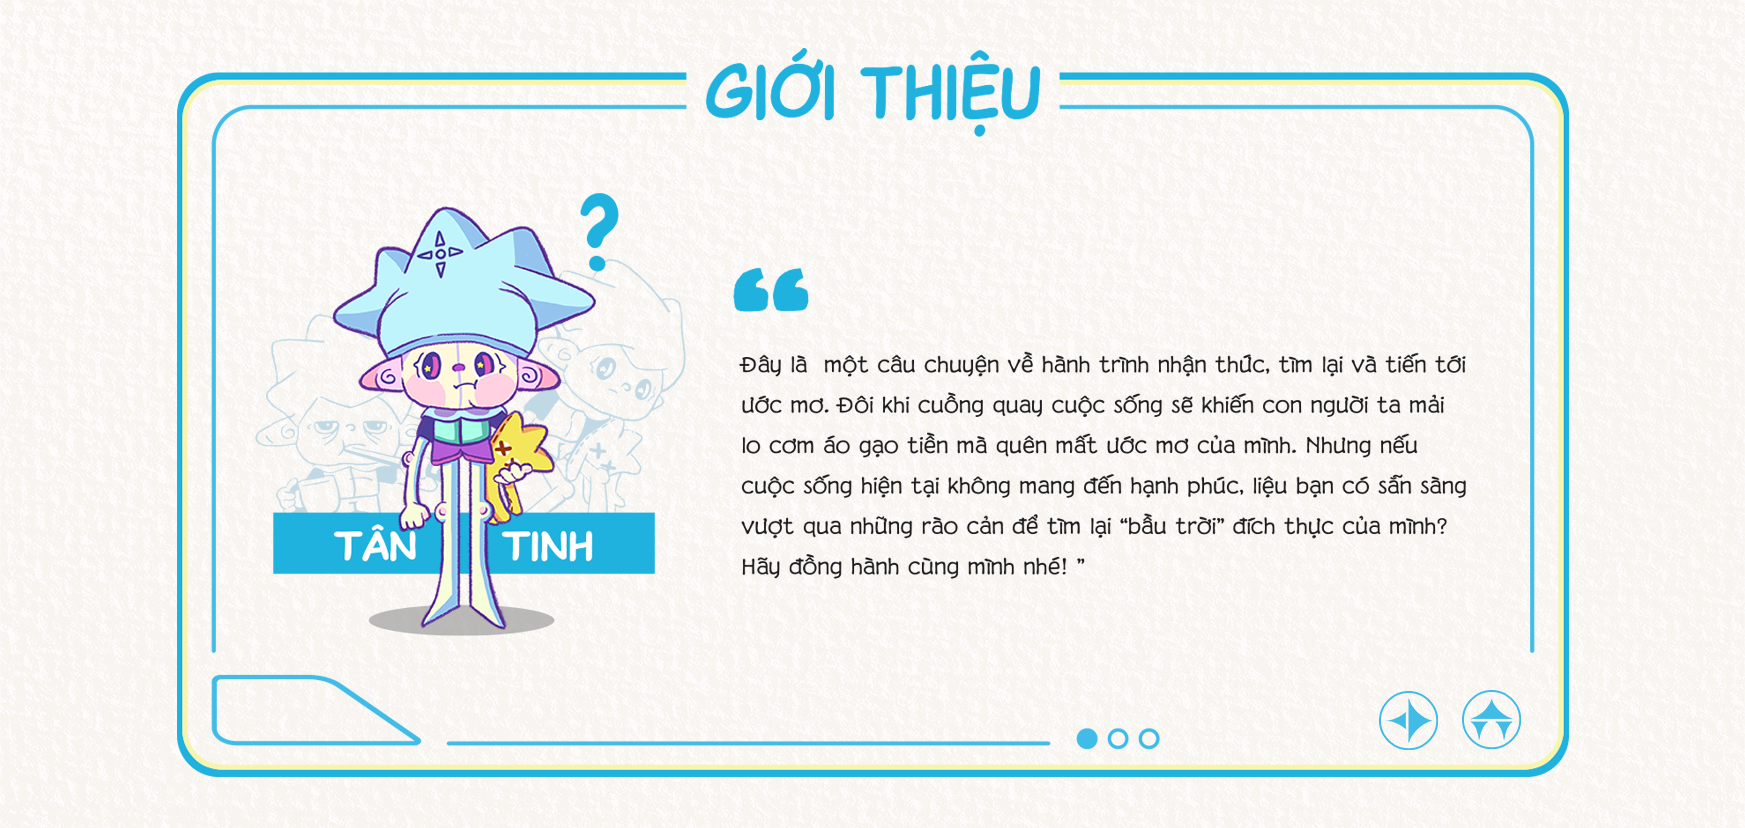 GIỚI THIỆU
?
“
Đây là một câu chuyện về hành trình nhận thức, tìm lại và tiến tới
ước mơ. Đôi khi cuồng quay cuộc sống sẽ khiến con người ta mải
lo cơm áo gạo tiền mà quên mất ước mơ của mình. Nhưng nếu
cuộc sống hiện tại không mang đến hạnh phúc, liệu bạn có sẵn sàng
vượt qua những rào cản để tìm lại “bầu trời” đích thực của mình?
Hãy đồng hành cùng mình nhé! ”
TÂN TINH